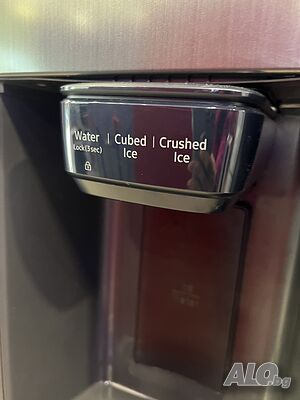 Water | Cubed | Crushed
Lock(3sec) Ice Ice
ALO.bg